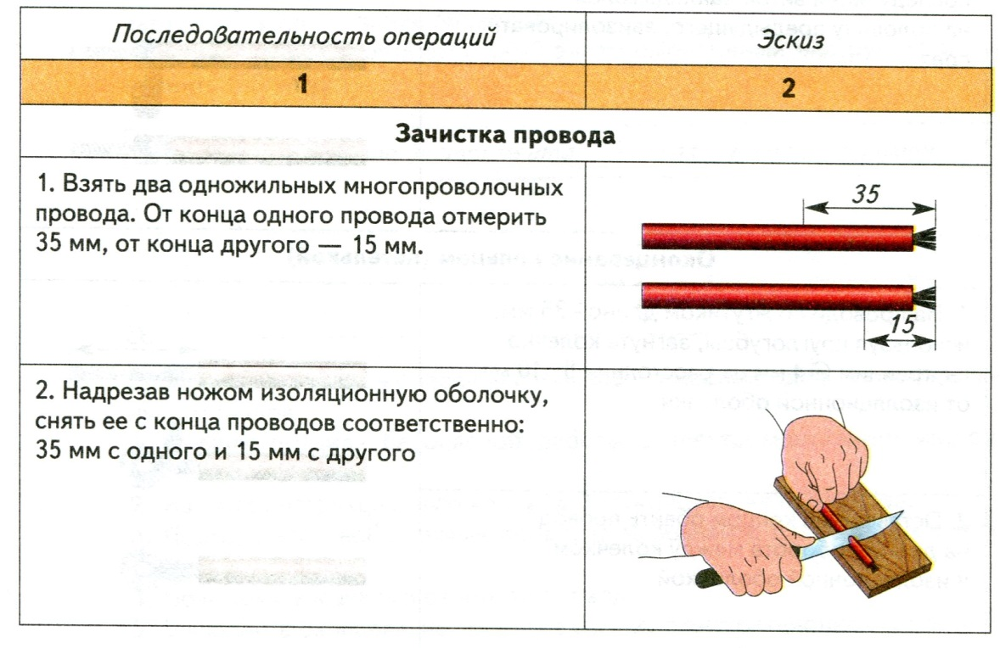 Последовательность операций
Эскиз
1
2
Зачистка провода
1. Взять два одножильных многопроволочных
провода. От конца одного провода отмерить
35 мм, от конца другого — 15 мм.
35
15
2. Надрезав ножом изоляционную оболочку,
снять ее с конца проводов соответственно:
35 мм с одного и 15 мм с другого